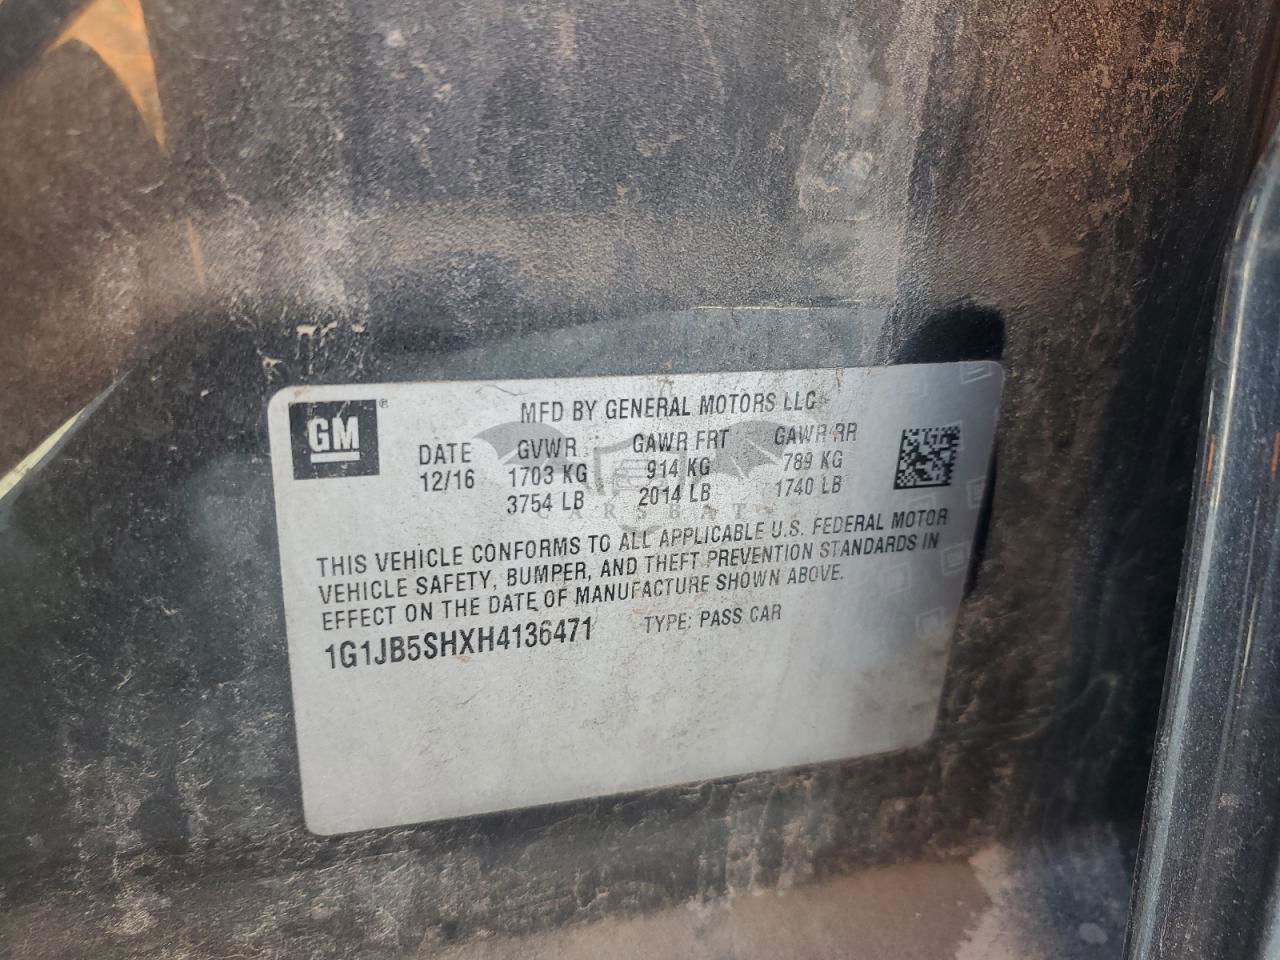 GM ®
MFD BY GENERAL MOTORS LLC
DATE GVWR GAWR FRT GAWR RR
12/16 1703 KG 914 KG 789 KG
3754 LB 2014 LB 1740 LB
CARSBAT
THIS VEHICLE CONFORMS TO ALL APPLICABLE U.S. FEDERAL MOTOR
VEHICLE SAFETY, BUMPER, AND THEFT PREVENTION STANDARDS IN
EFFECT ON THE DATE OF MANUFACTURE SHOWN ABOVE.
1G1JB5SHXH4136471 TYPE: PASS CAR